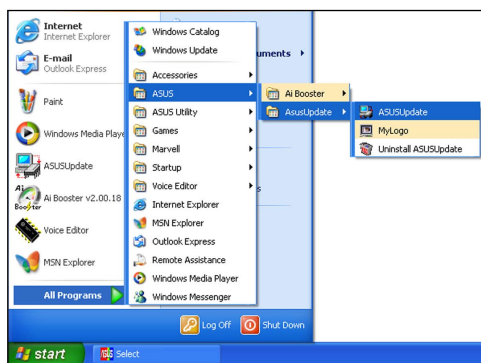 Internet
Internet Explorer
E-mail
Outlook Express
Paint
Windows Media Playe
ASUSUpdate
Ai Booster v2.00.18
Voice Editor
MSN Explorer
All Programs
Windows Catalog
Windows Update
Accessories
ASUS
ASUS Utility
Games
Marvell
Startup
Voice Editor
Internet Explorer
MSN Explorer
Outlook Express
Remote Assistance
Windows Media Player
Windows Messenger
uments
s
Ai Booster
AsusUpdate
ASUSUpdate
MyLogo
Uninstall ASUSUpdate
Log Off
Shut Down
start
Select